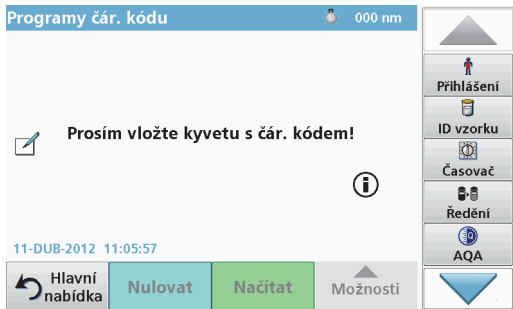 Programy čár. kódu
000 nm
Prosím vložte kyvetu s čár. kódem!
11-DUB-2012 11:05:57
Hlavní
nabídka
Nulovat
Načítat
Možnosti
Přihlášení
ID vzorku
Časovač
Ředění
AQA